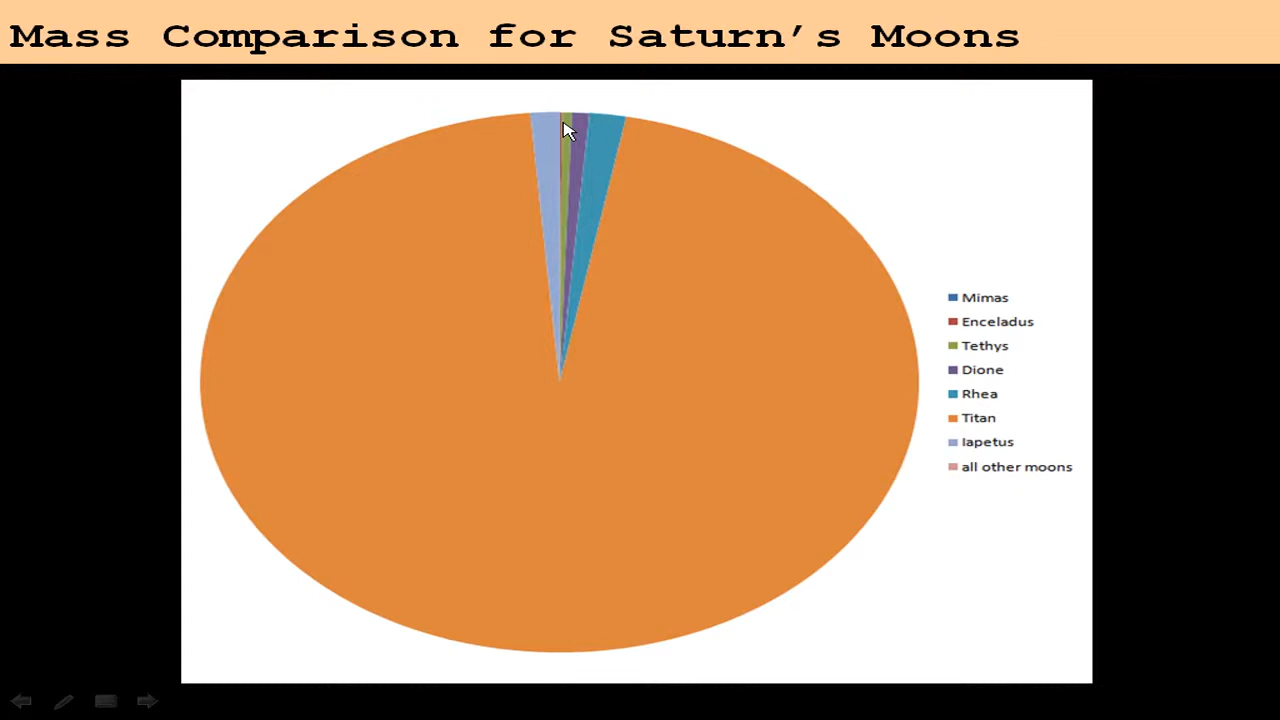 Mass Comparison for Saturn's Moons
Mimas
Enceladus
Tethys
Dione
Rhea
Titan
Iapetus
all other moons